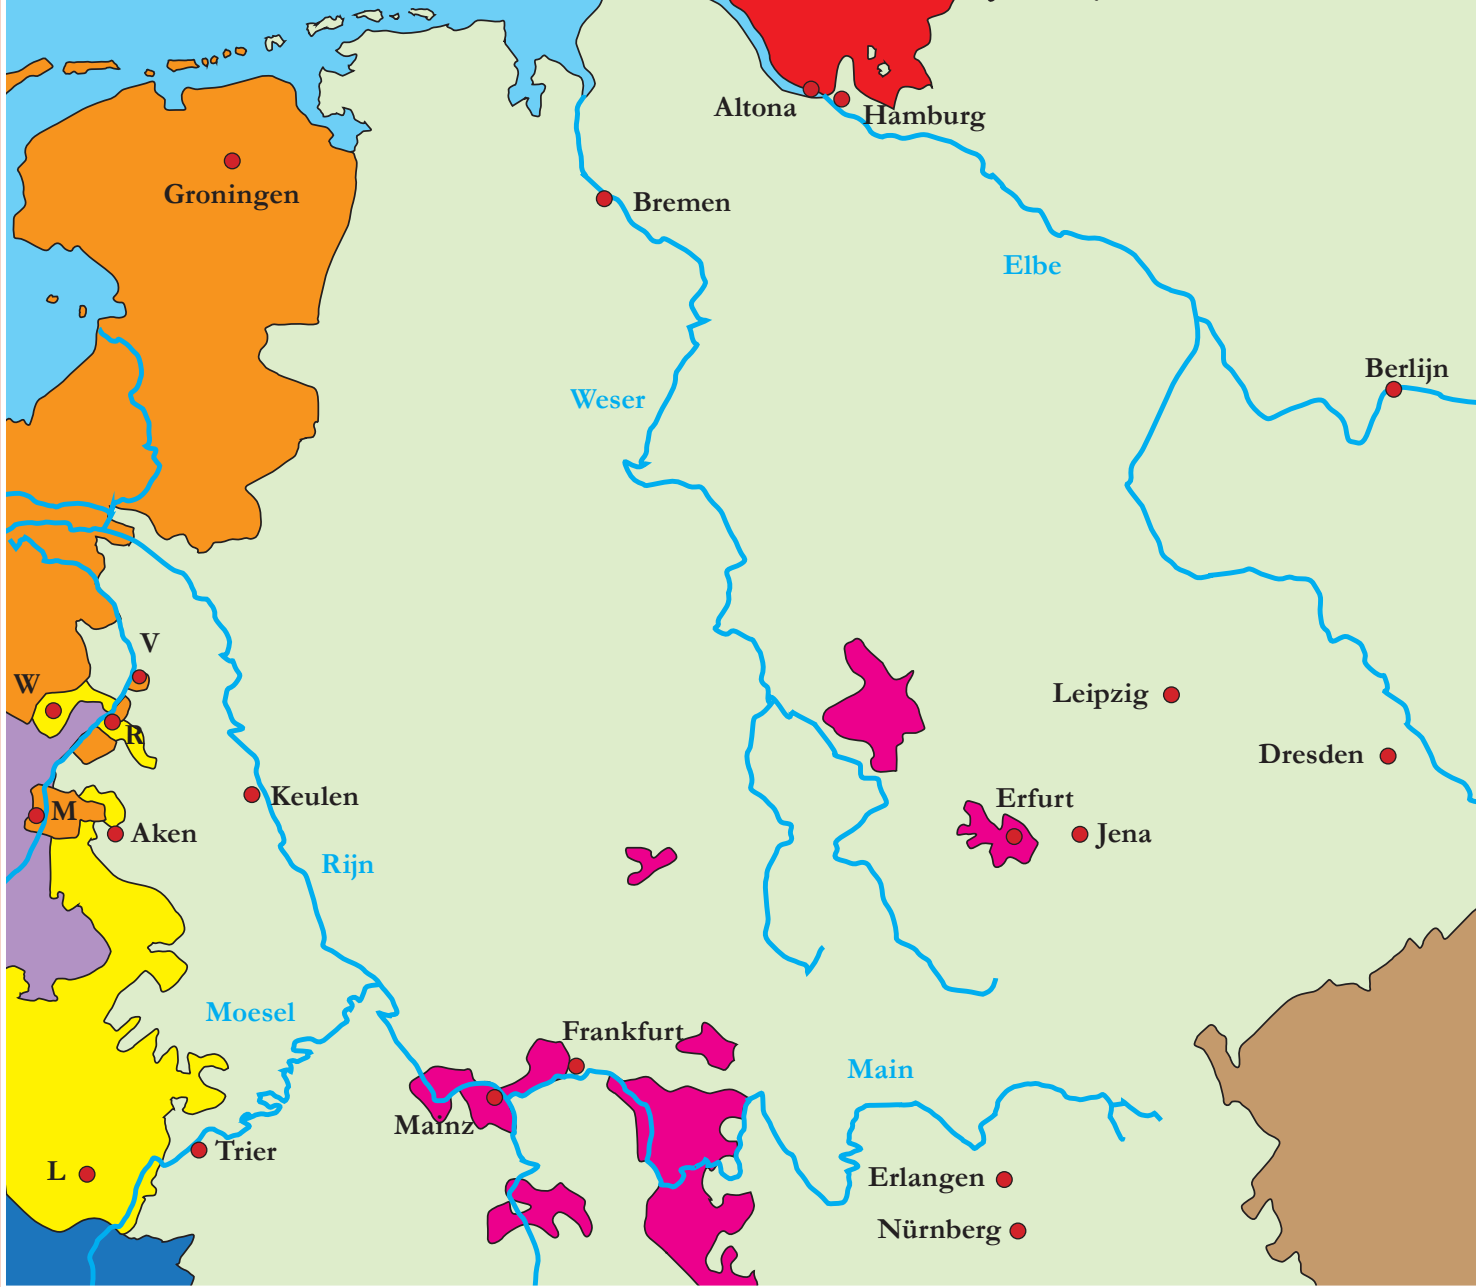 Altona
Hamburg
Groningen
Bremen
Elbe
Berlijn
Weser
V
W
Leipzig
R
Dresden
Keulen
Erfurt
M
Aken
Jena
Rijn
Moesel
Frankfurt
Main
Mainz
Trier
L
Erlangen
Nürnberg